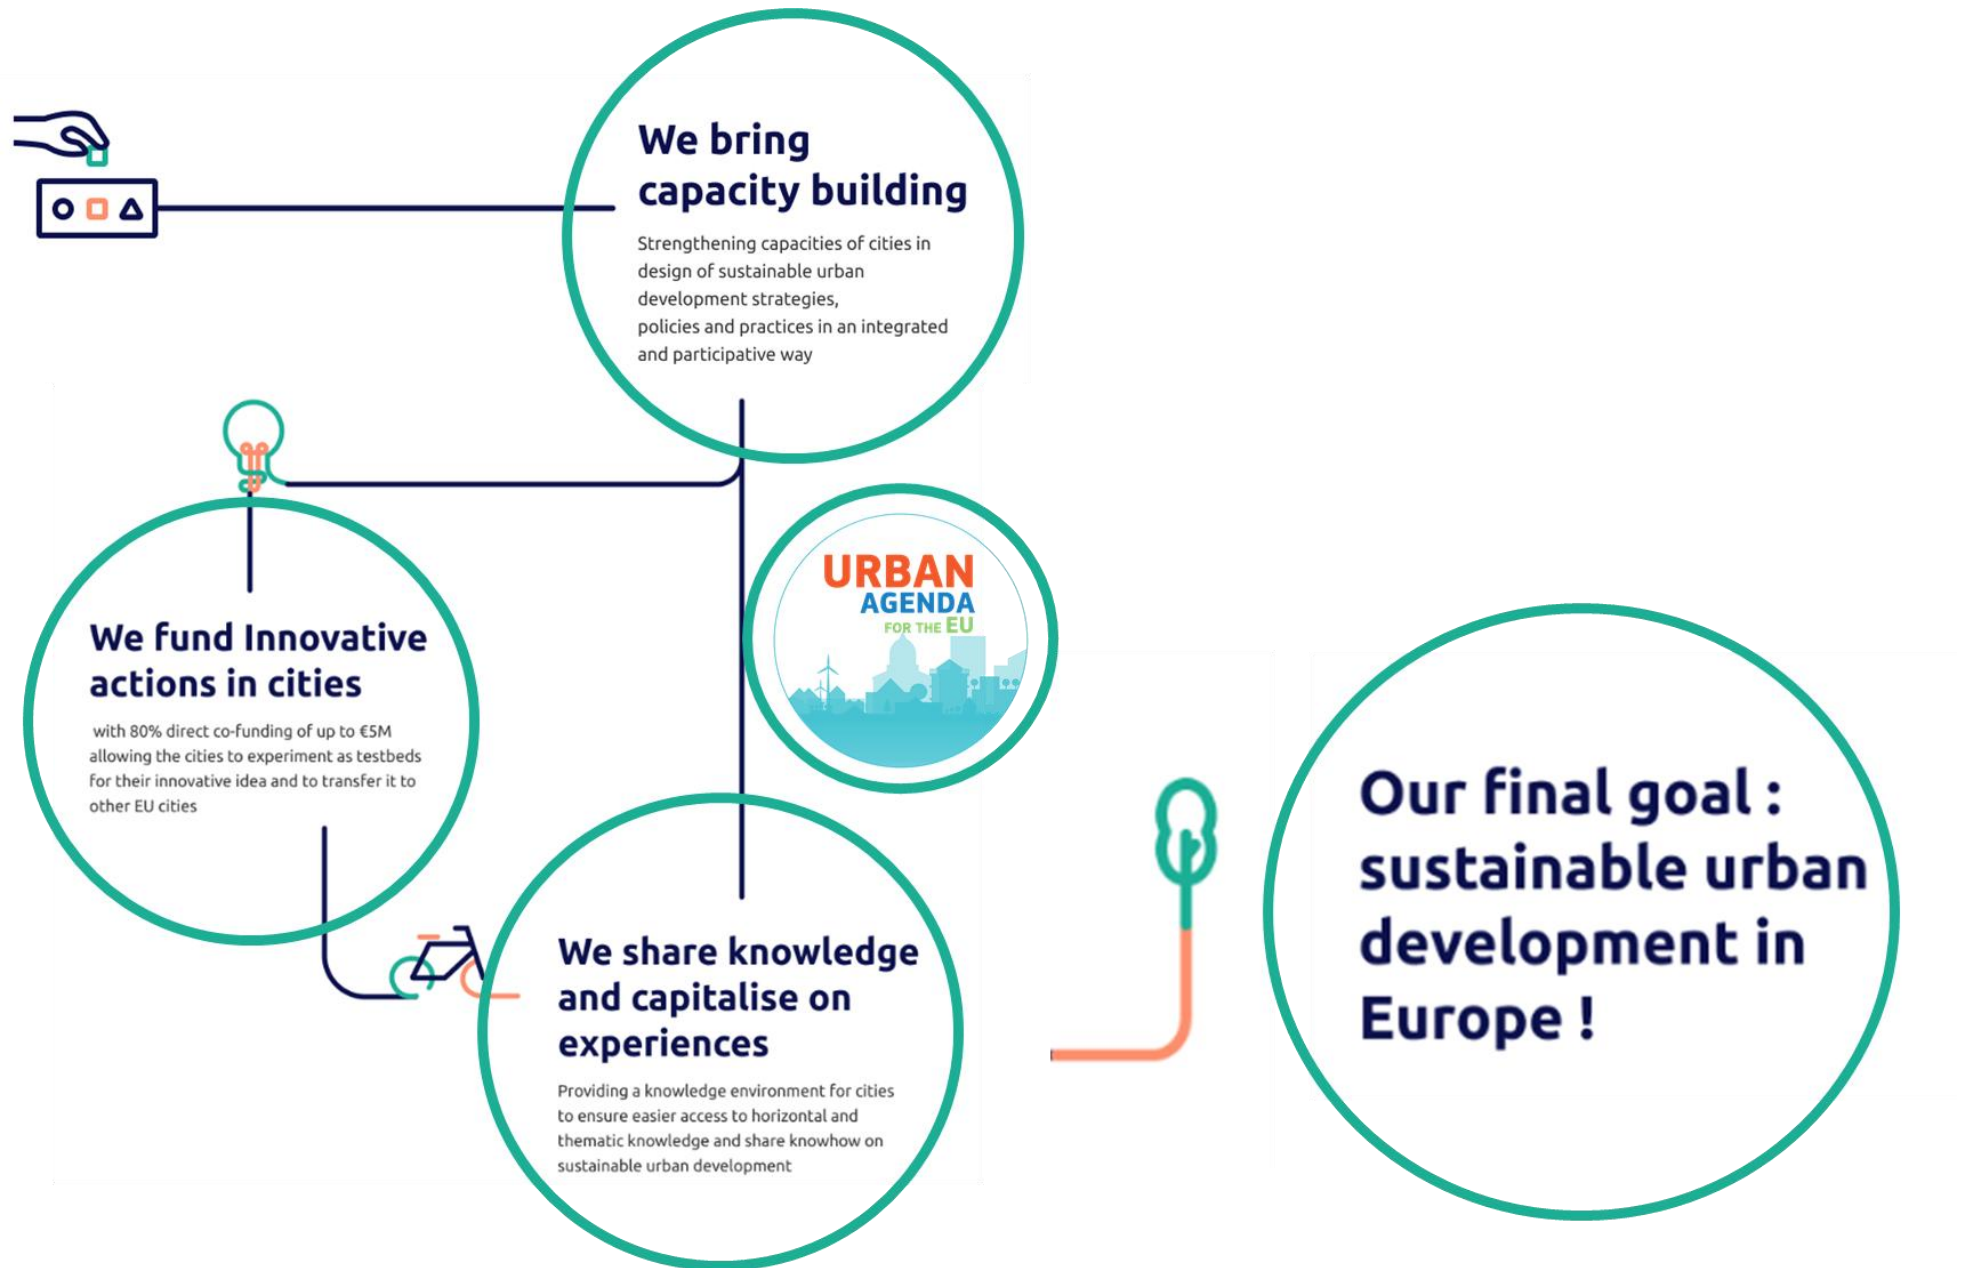 We bring
capacity building
Strengthening capacities of cities in
design of sustainable urban
development strategies,
policies and practices in an integrated
and participative way
We fund Innovative
actions in cities
with 80% direct co-funding of up to €5M
allowing the cities to experiment as testbeds
for their innovative idea and to transfer it to
other EU cities
URBAN
AGENDA
FOR THE EU
We share knowledge
and capitalise on
experiences
Providing a knowledge environment for cities
to ensure easier access to horizontal and
thematic knowledge and share knowhow on
sustainable urban development
Our final goal :
sustainable urban
development in
Europe !